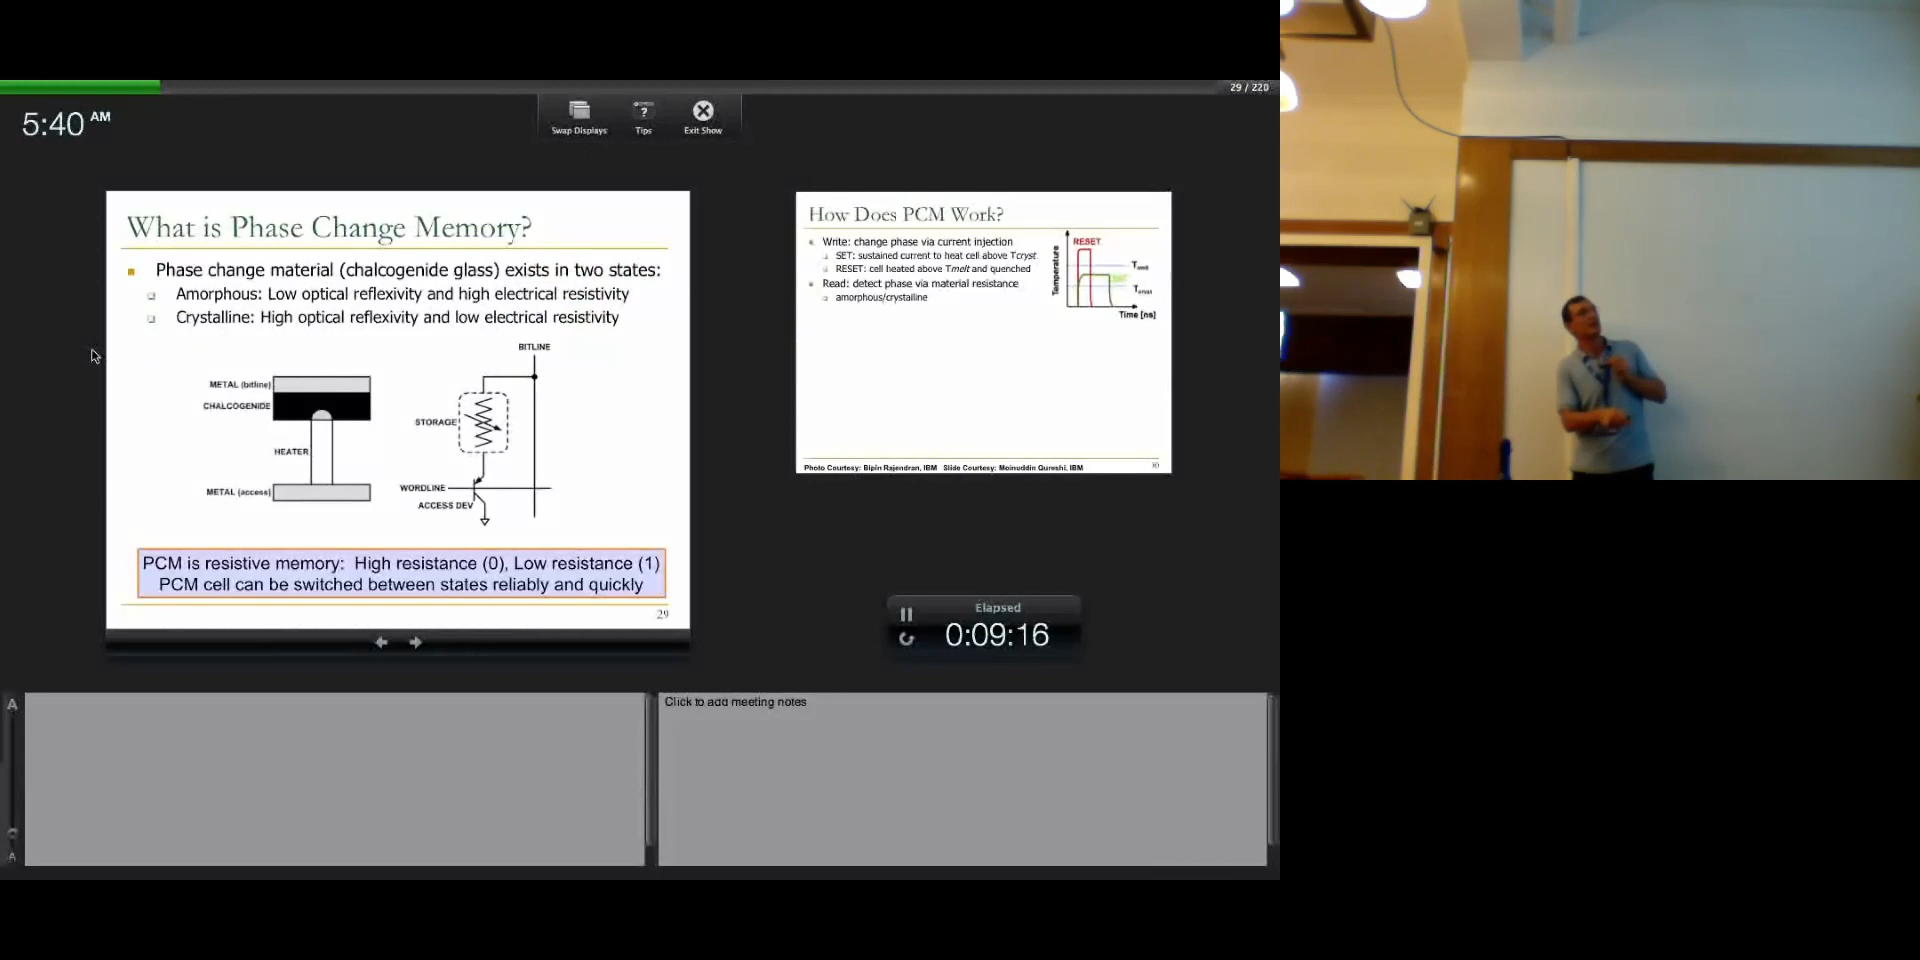 29 / 220
5:40 AM
Swap Displays
Tips
Exit Show
What is Phase Change Memory?
Phase change material (chalcogenide glass) exists in two states:
Amorphous: Low optical reflexivity and high electrical resistivity
Crystalline: High optical reflexivity and low electrical resistivity
BITLINE
METAL (bitline)
CHALCOGENIDE
STORAGE
HEATER
METAL (access)
WORDLINE
ACCESS DEV
PCM is resistive memory: High resistance (0), Low resistance (1)
PCM cell can be switched between states reliably and quickly
29
How Does PCM Work?
Write: change phase via current injection
SET: sustained current to heat cell above Tcryst
RESET: cell heated above Tmelt and quenched
Read: detect phase via material resistance
amorphous/crystalline
RESET
Temperature
Tmelt
Tcryst
Time [ns]
Photo Courtesy: Bipin Rajendran, IBM Slide Courtesy: Moinuddin Qureshi, IBM
30
Elapsed
0:09:16
A
A
Click to add meeting notes